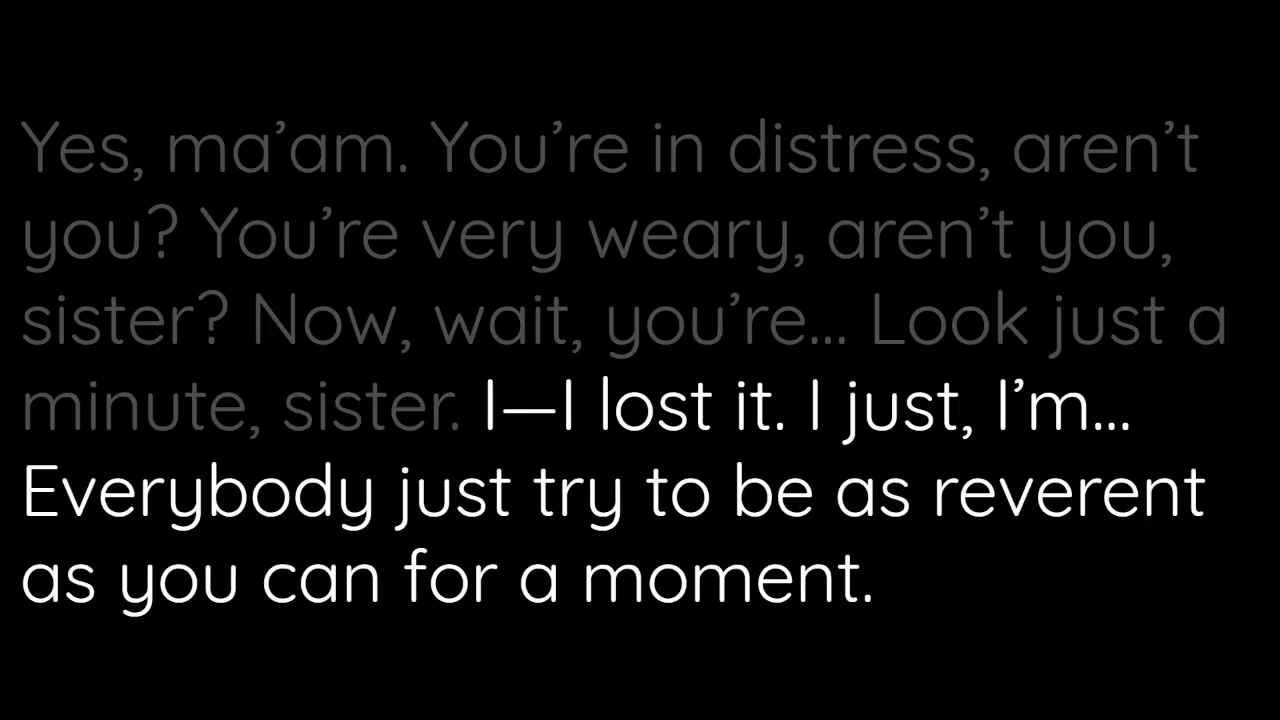 Yes, ma’am. You’re in distress, aren’t
you? You’re very weary, aren’t you,
sister? Now, wait, you’re... Look just a
minute, sister. I—I lost it. I just, I’m...
Everybody just try to be as reverent
as you can for a moment.